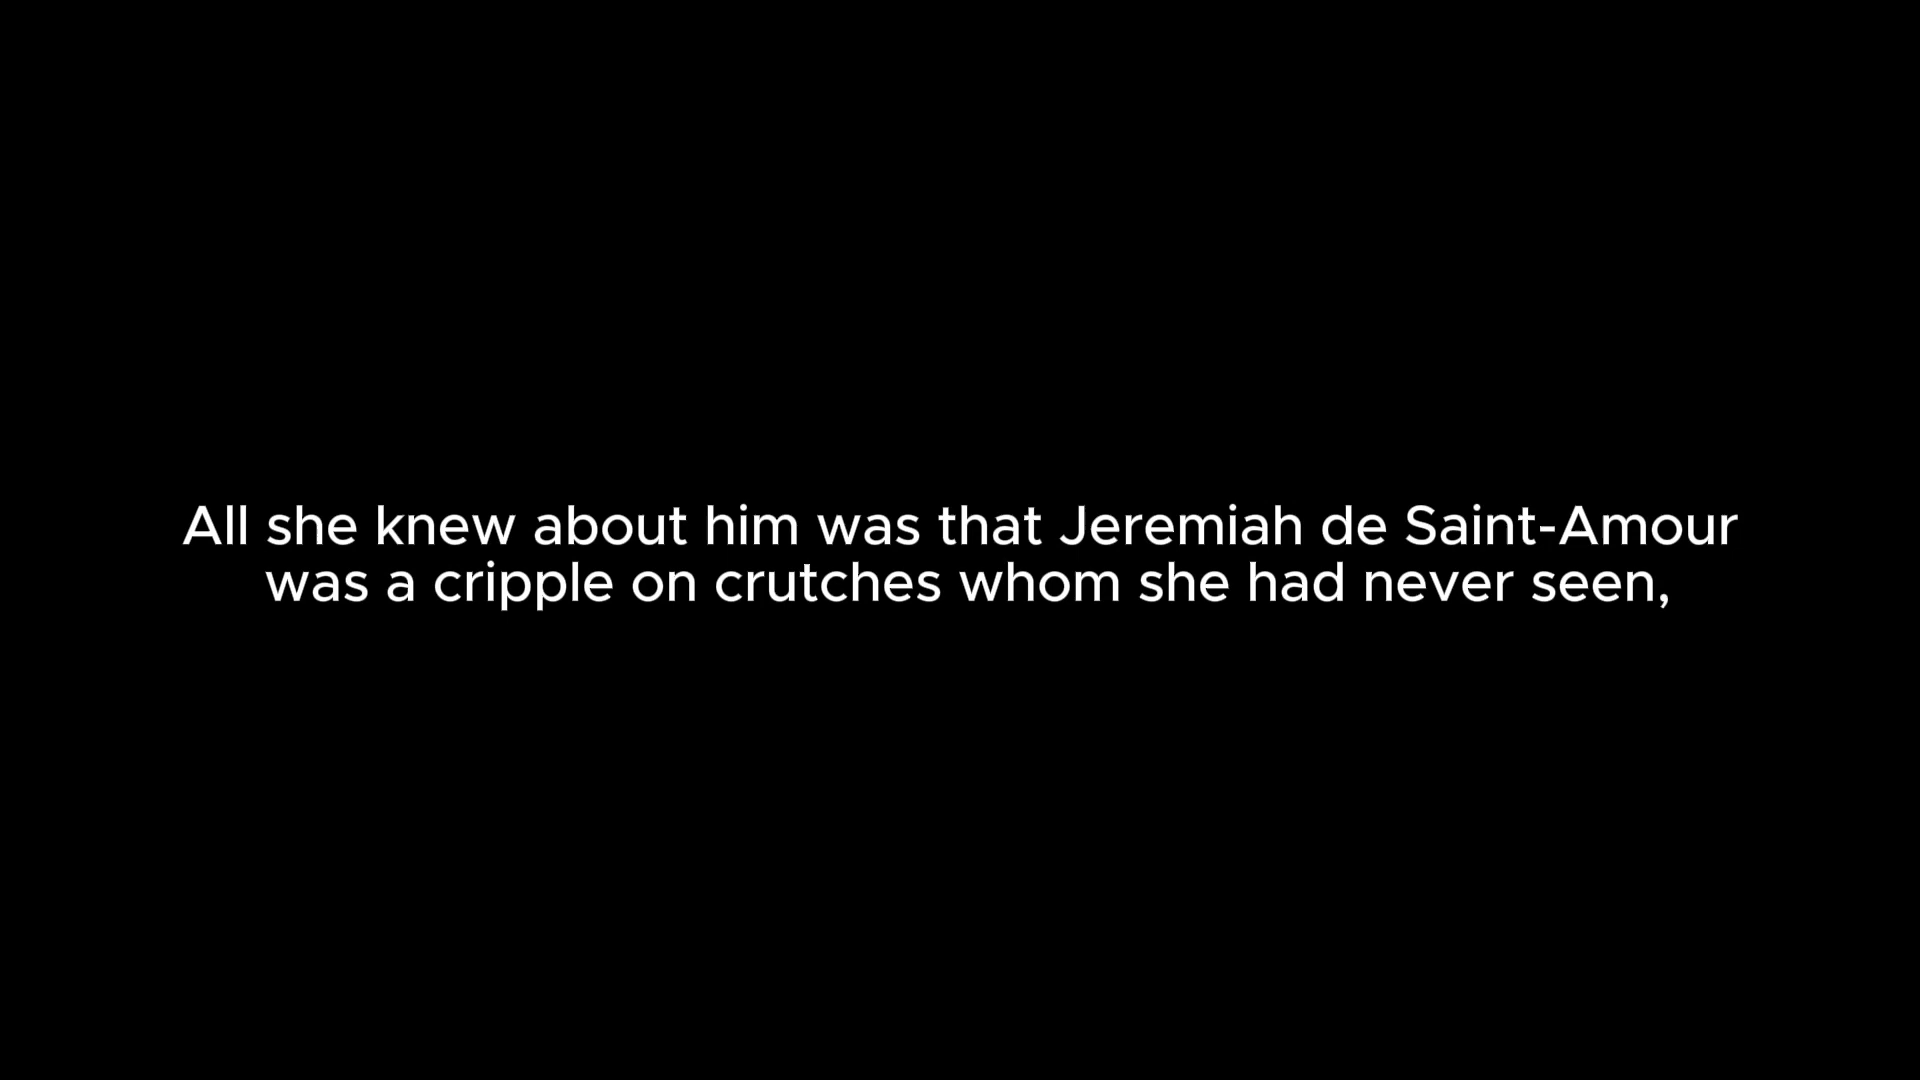 All she knew about him was that Jeremiah de Saint-Amour
was a cripple on crutches whom she had never seen,